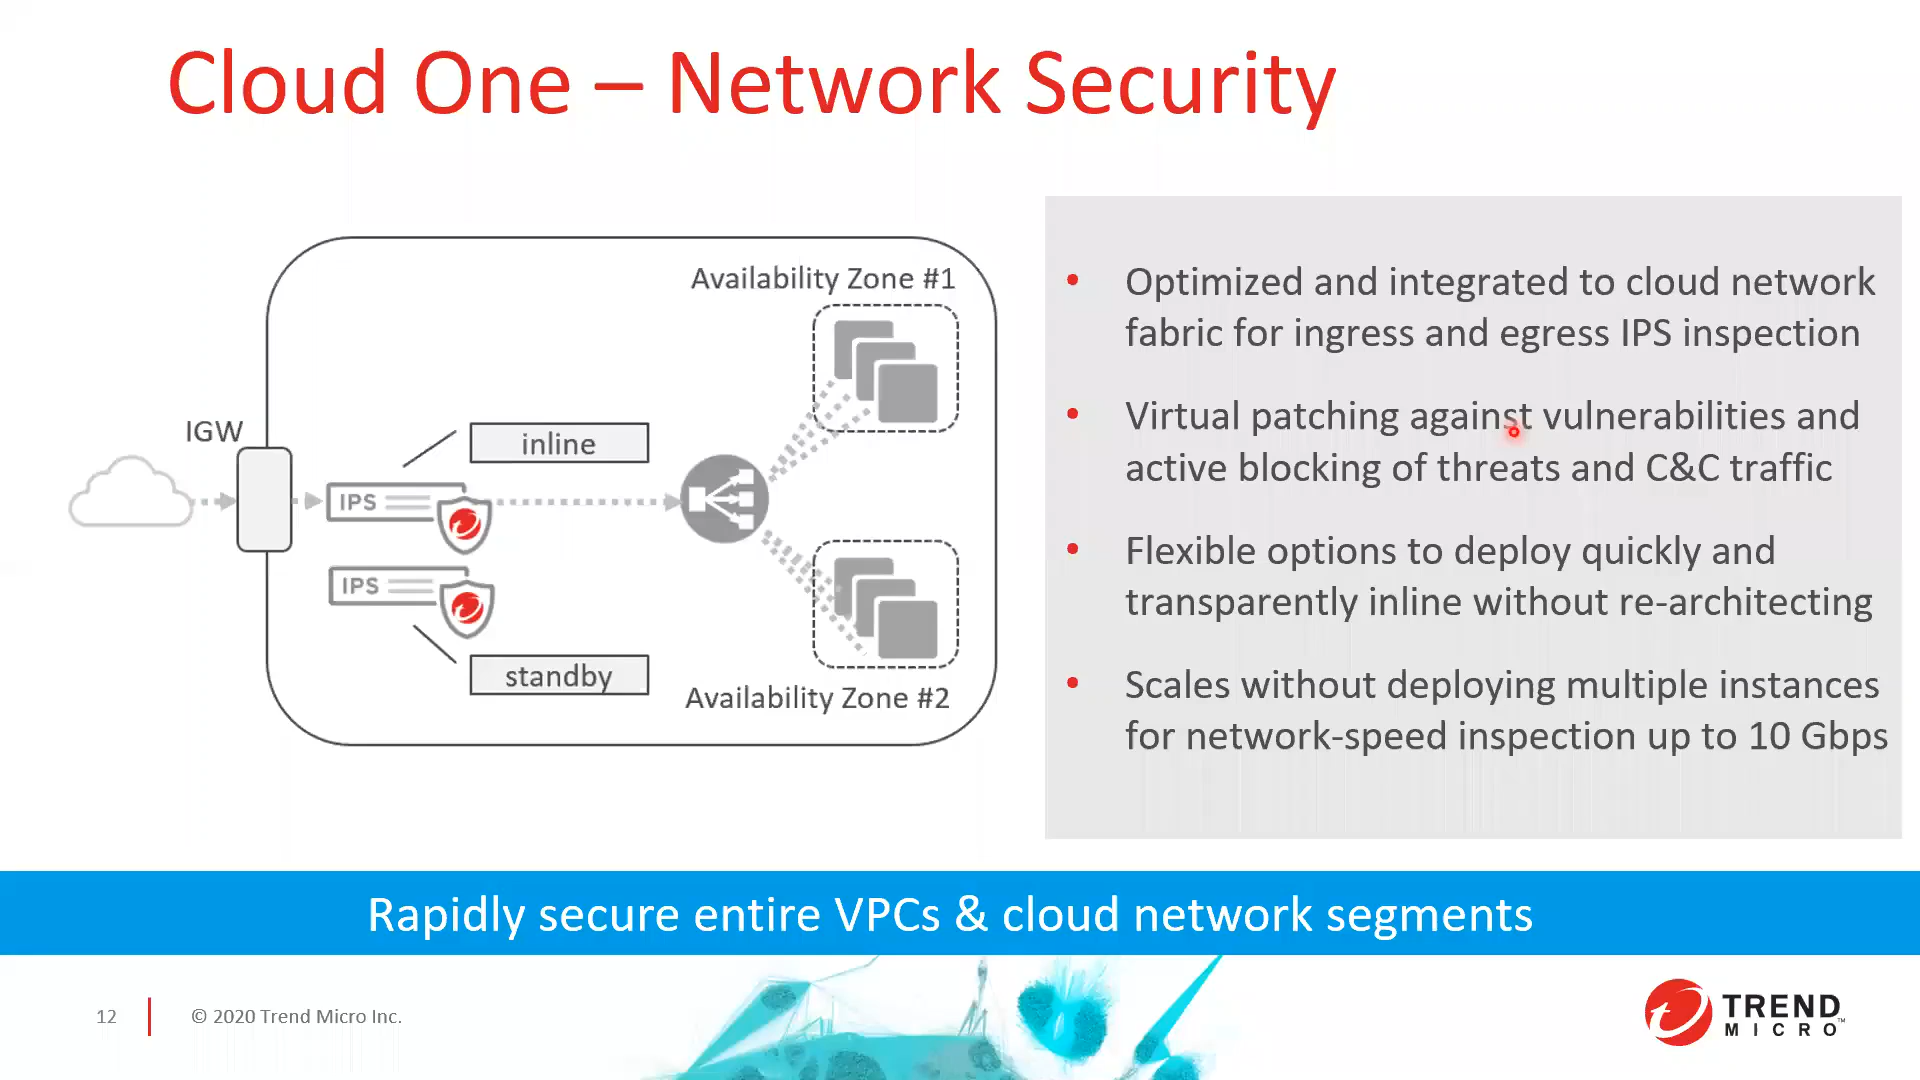 Cloud One – Network Security
Availability Zone #1
IGW
inline
IPS
IPS
standby
Availability Zone #2
• Optimized and integrated to cloud network
fabric for ingress and egress IPS inspection
• Virtual patching against vulnerabilities and
active blocking of threats and C&C traffic
• Flexible options to deploy quickly and
transparently inline without re-architecting
• Scales without deploying multiple instances
for network-speed inspection up to 10 Gbps
Rapidly secure entire VPCs & cloud network segments
12
© 2020 Trend Micro Inc.
TREND
MICRO™